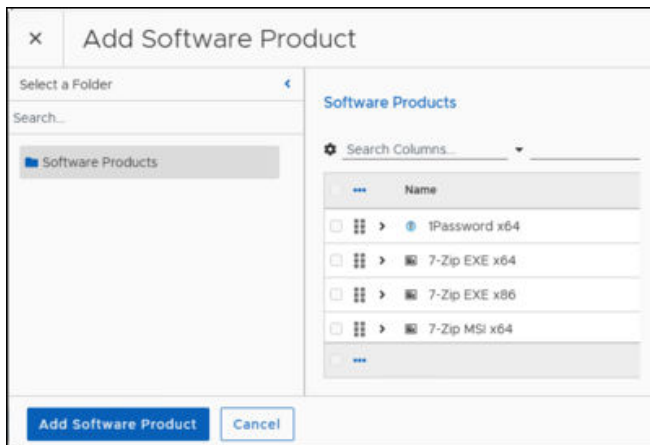 × Add Software Product
Select a Folder
Search...
Software Products
Software Products
Search Columns...
Name
1Password x64
7-Zip EXE x64
7-Zip EXE x86
7-Zip MSI x64
Add Software Product
Cancel